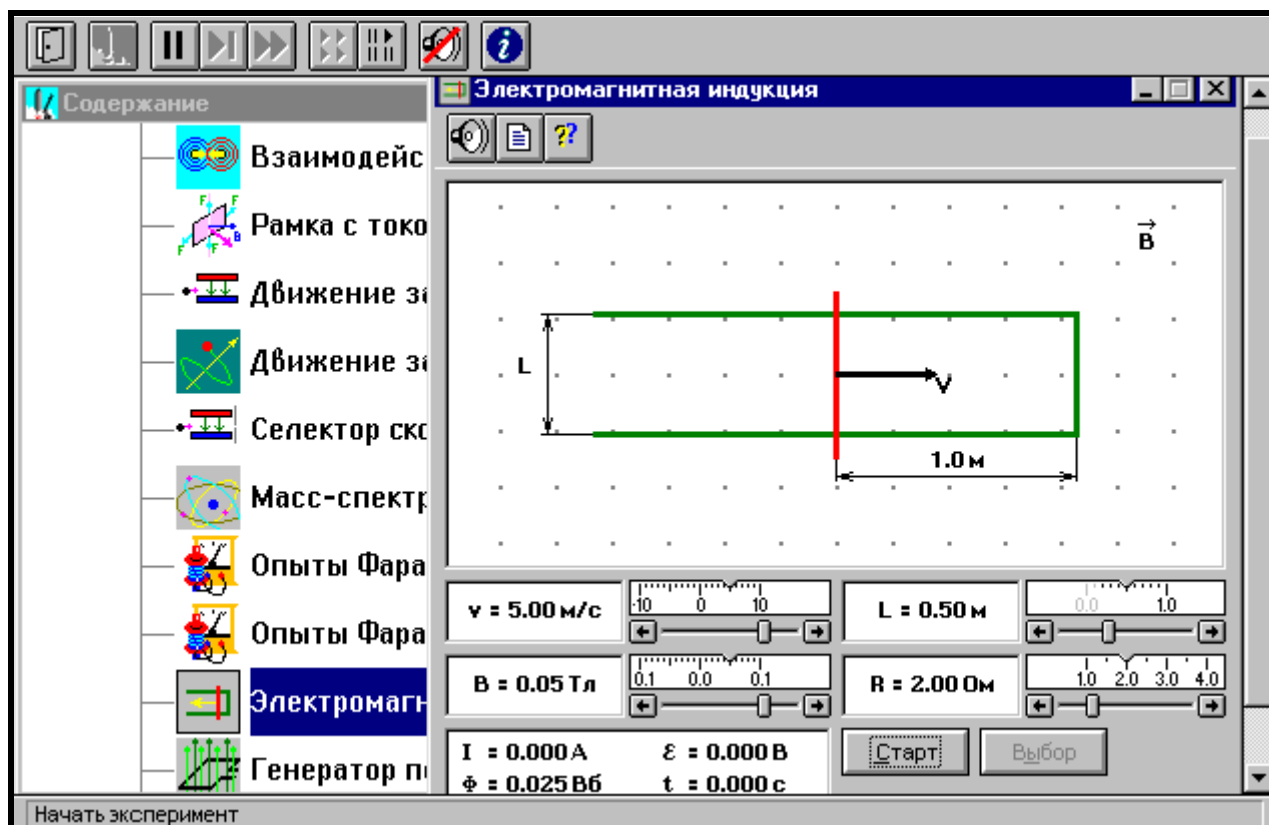 Содержание
Взаимодейс
Рамка с токо
Движение за
Движение за
Селектор ско
Масс-спектр
Опыты Фара
Опыты Фара
Электромагн
Генератор п
Электромагнитная индукция
B
L
V
1.0 м
v = 5.00 м/с
-10 0 10
L = 0.50 м
0.0 1.0
B = 0.05 Тл
0.1 0.0 0.1
R = 2.00 Ом
1.0 2.0 3.0 4.0
I = 0.000 А ε = 0.000 В
Φ = 0.025 Вб t = 0.000 с
Старт Выбор
Начать эксперимент